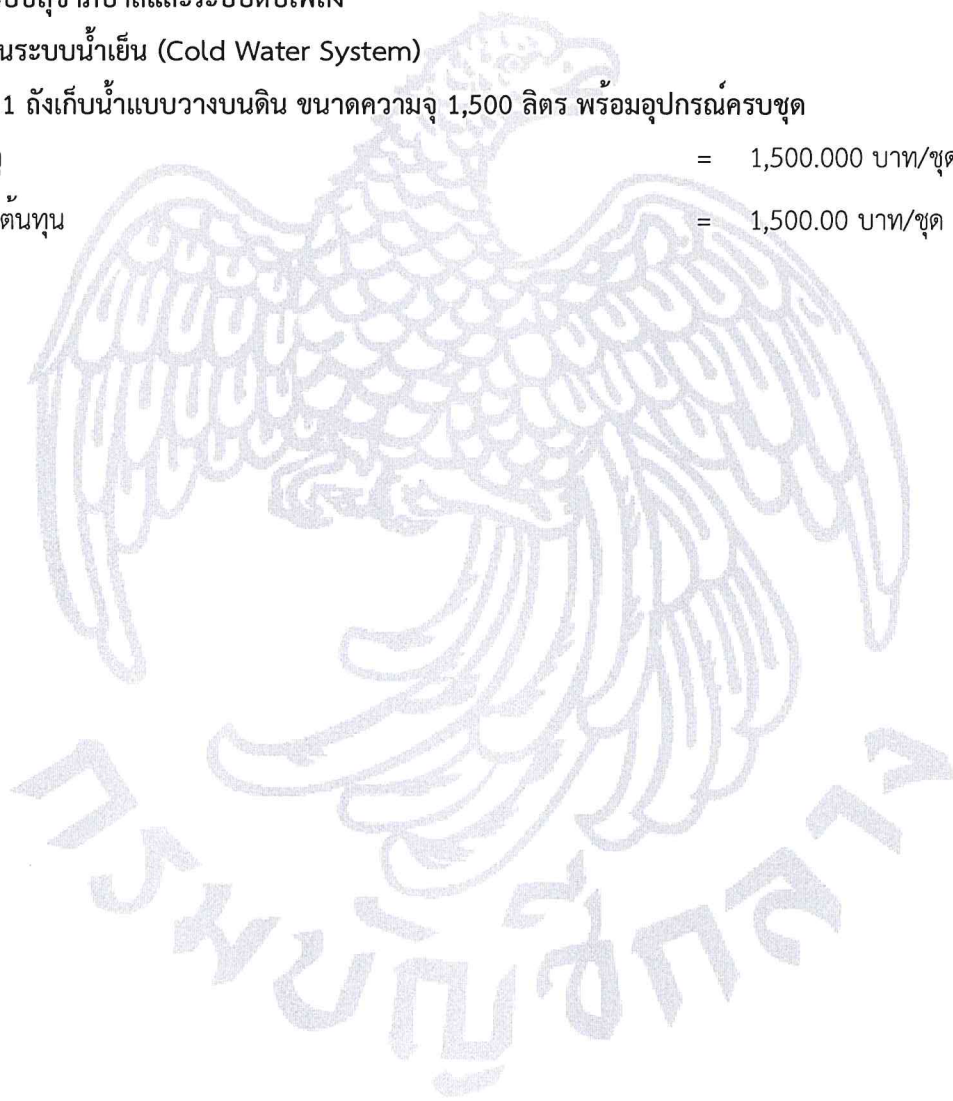 นระบบน้ำเย็น (Cold Water System)
1 ถังเก็บน้ำแบบวางบนดิน ขนาดความจุ 1,500 ลิตร พร้อมอุปกรณ์ครบชุด
= 1,500.000 บาท/ชุด
ต้นทุน = 1,500.00 บาท/ชุด
กรมบัญชีกลาง